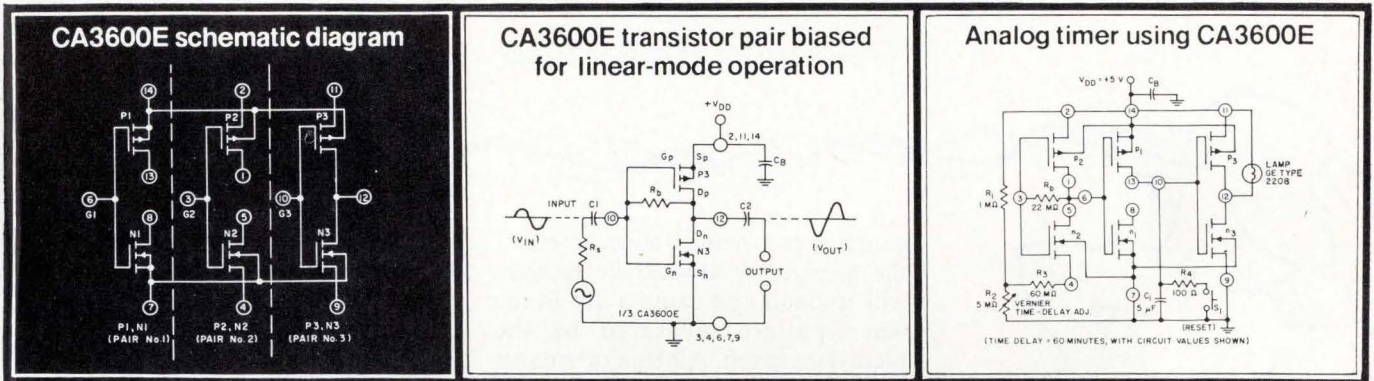 CA3600E schematic diagram
14
2
11
P1
P2
P3
13
1
6
G1
3
G2
10
G3
12
8
5
N1
N2
N3
7
4
9
P1, N1
(PAIR No.1)
P2, N2
(PAIR No. 2)
P3, N3
(PAIR No. 3)
CA3600E transistor pair biased
for linear-mode operation
+VDD
2, 11, 14
Gp
Sp
P3
CB
Rb
Dp
INPUT
C1
10
12
C2
(VIN)
Dn
(VOUT)
Rs
N3
Gn
Sn
OUTPUT
1/3 CA3600E
3, 4, 6, 7, 9
Analog timer using CA3600E
VDD = +5 V
CB
2
14
11
P2
P1
P3
LAMP
GE TYPE
2208
1
13
10
12
R1
1 MΩ
3
Rb
22 MΩ
6
5
8
n2
n1
n3
R3
60 MΩ
4
R4
100 Ω
9
R2
5 MΩ
VERNIER
TIME-DELAY ADJ.
7
C1
5 µF
S1
(RESET)
(TIME DELAY = 60 MINUTES, WITH CIRCUIT VALUES SHOWN)